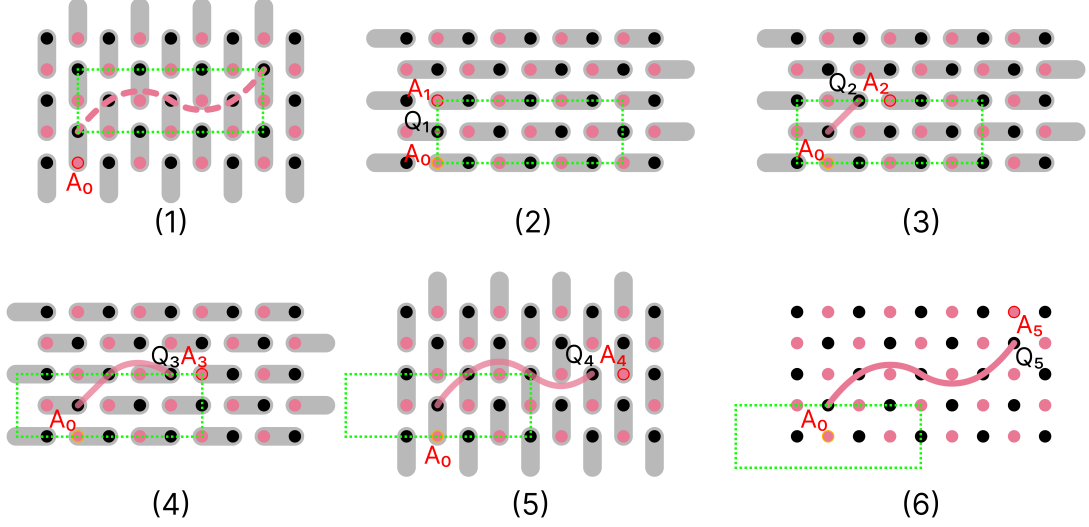 A₀
(1)
A₁
Q₁
A₀
(2)
Q₂ A₂
A₀
(3)
Q₃ A₃
A₀
(4)
Q₄ A₄
A₀
(5)
A₅
Q₅
A₀
(6)